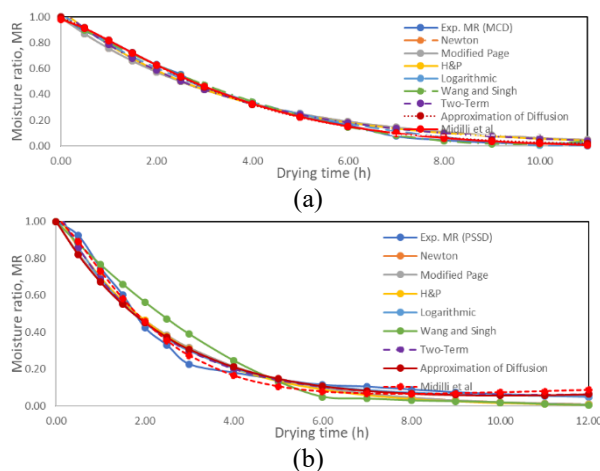 (a)
Moisture ratio, MR
1.00
0.80
0.60
0.40
0.20
0.00
Exp. MR (MCD)
Newton
Modified Page
H&P
Logarithmic
Wang and Singh
Two-Term
Approximation of Diffusion
Midilli et al
0.00 2.00 4.00 6.00 8.00 10.00
Drying time (h)
(a)
Moisture ratio, MR
1.00
0.80
0.60
0.40
0.20
0.00
Exp. MR (PSSD)
Newton
Modified Page
H&P
Logarithmic
Wang and Singh
Two-Term
Approximation of Diffusion
Midilli et al
0.00 2.00 4.00 6.00 8.00 10.00 12.00
Drying time (h)
(b)